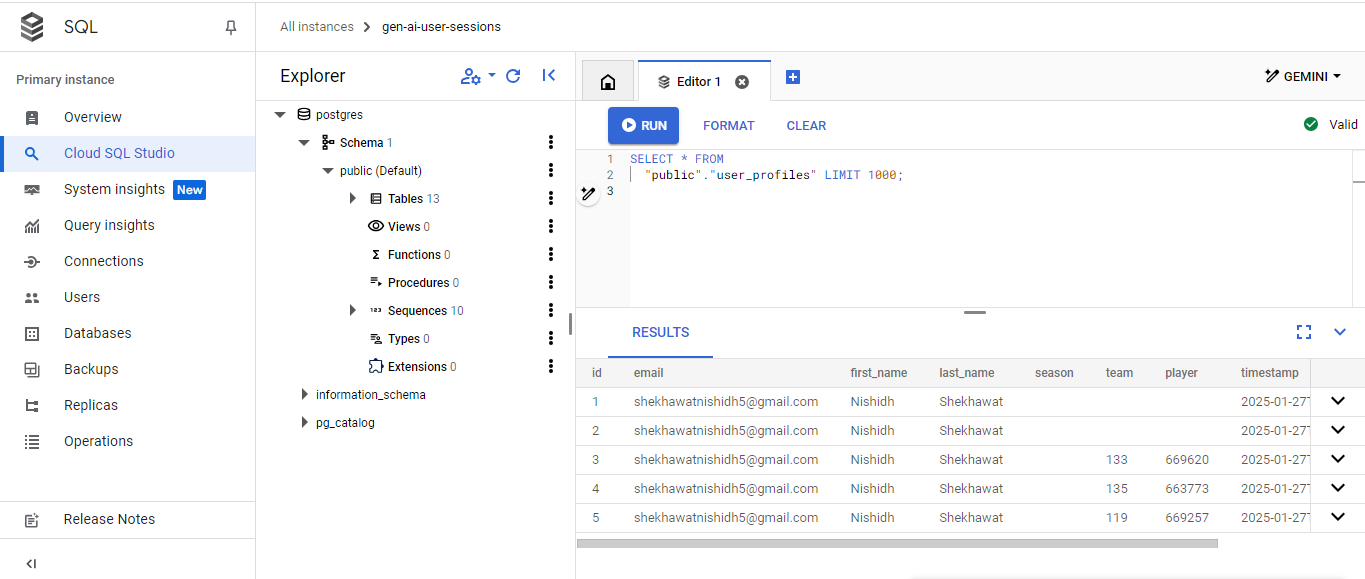 SQL
All instances > gen-ai-user-sessions
Primary instance
Overview
Cloud SQL Studio
System insights New
Query insights
Connections
Users
Databases
Backups
Replicas
Operations
Release Notes
Explorer
postgres
Schema 1
public (Default)
Tables 13
Views 0
Functions 0
Procedures 0
123 Sequences 10
Types 0
Extensions 0
information_schema
pg_catalog
Editor 1
GEMINI
RUN FORMAT CLEAR Valid
1 SELECT * FROM
2 "public"."user_profiles" LIMIT 1000;
3
RESULTS
id email first_name last_name season team player timestamp
1 shekhawatnishidh5@gmail.com Nishidh Shekhawat 2025-01-27T
2 shekhawatnishidh5@gmail.com Nishidh Shekhawat 2025-01-27T
3 shekhawatnishidh5@gmail.com Nishidh Shekhawat 133 669620 2025-01-27T
4 shekhawatnishidh5@gmail.com Nishidh Shekhawat 135 663773 2025-01-27T
5 shekhawatnishidh5@gmail.com Nishidh Shekhawat 119 669257 2025-01-27T